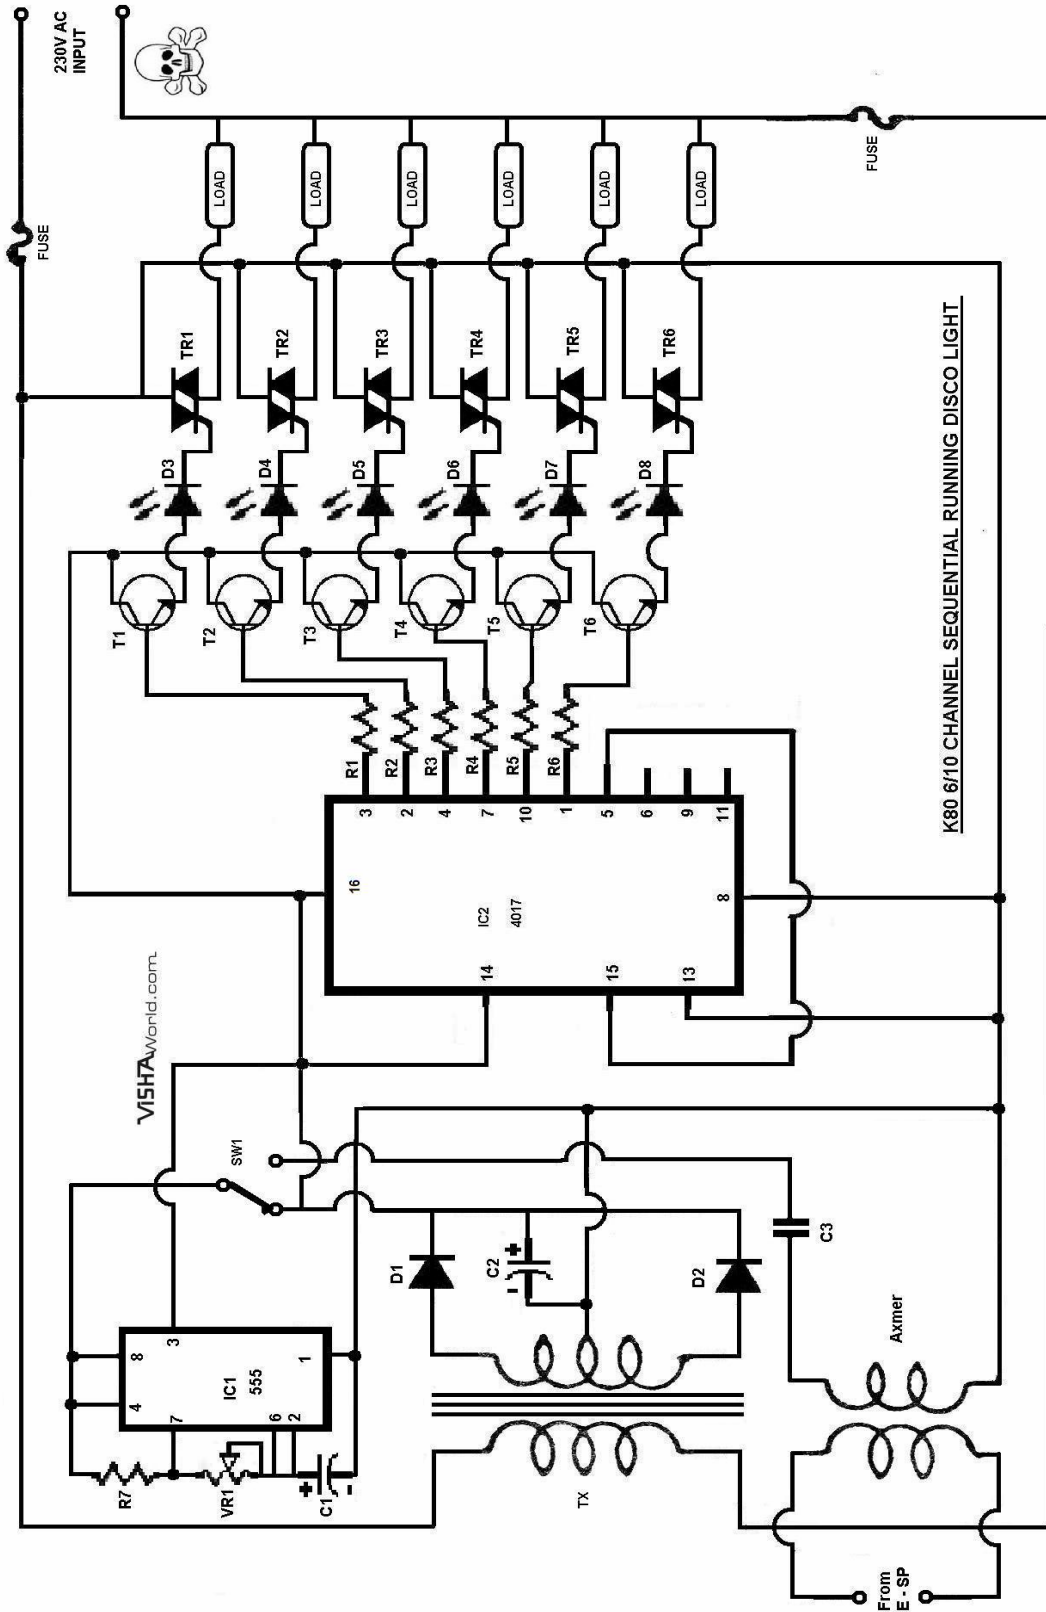 230V AC
INPUT
FUSE
LOAD
LOAD
LOAD
LOAD
LOAD
LOAD
FUSE
TR1
TR2
TR3
TR4
TR5
TR6
D3
D4
D5
D6
D7
D8
T1
T2
T3
T4
T5
T6
R1
R2
R3
R4
R5
R6
3
2
4
7
10
1
5
6
9
11
16
IC2
4017
8
14
15
13
K80 6/10 CHANNEL SEQUENTIAL RUNNING DISCO LIGHT
ViSHAWorld.com
SW1
D1
+
C2
-
D2
C3
3
8
4
IC1
555
1
7
6
2
R7
VR1
+
C1
-
TX
Axmer
From
E - SP